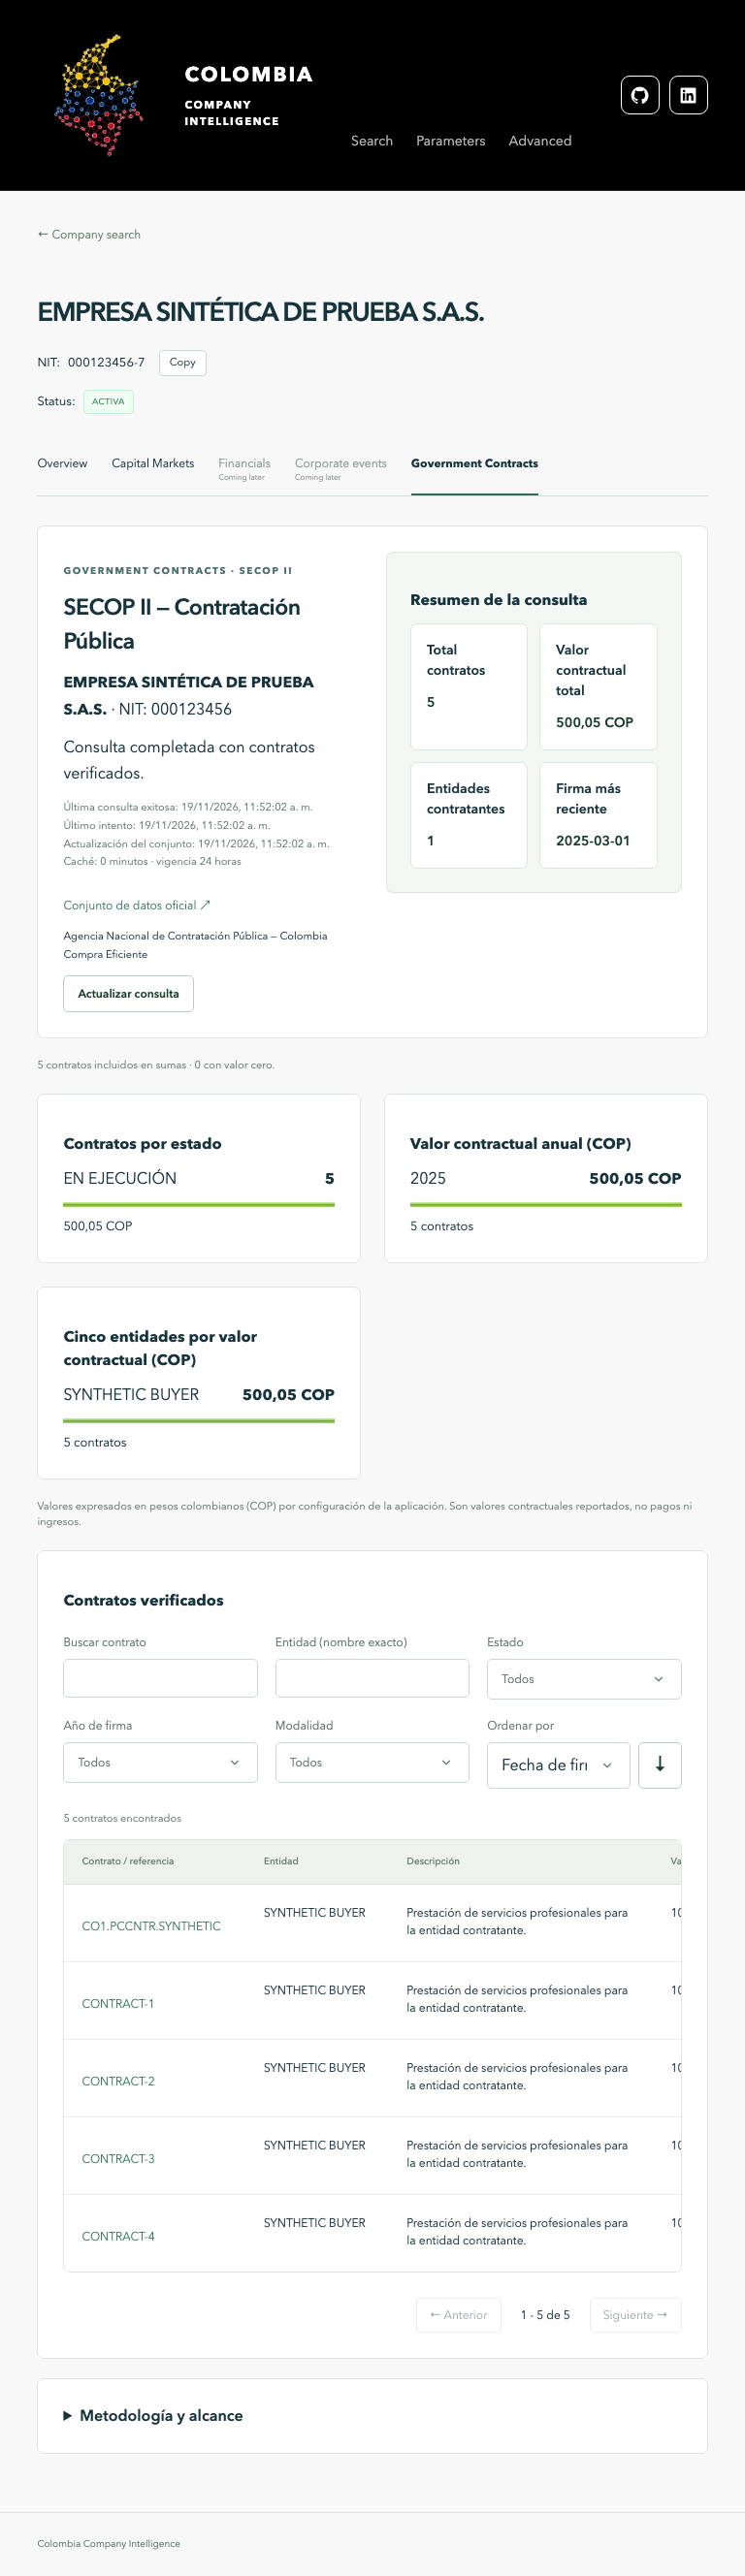 COLOMBIA
COMPANY
INTELLIGENCE
Search Parameters Advanced
← Company search
EMPRESA SINTÉTICA DE PRUEBA S.A.S.
NIT: 000123456-7 Copy
Status: ACTIVA
Overview Capital Markets Financials Corporate events Government Contracts
Coming later Coming later
GOVERNMENT CONTRACTS · SECOP II
SECOP II — Contratación
Pública
EMPRESA SINTÉTICA DE PRUEBA
S.A.S. · NIT: 000123456
Consulta completada con contratos
verificados.
Última consulta exitosa: 19/11/2026, 11:52:02 a. m.
Último intento: 19/11/2026, 11:52:02 a. m.
Actualización del conjunto: 19/11/2026, 11:52:02 a. m.
Caché: 0 minutos · vigencia 24 horas
Conjunto de datos oficial ↗
Agencia Nacional de Contratación Pública – Colombia
Compra Eficiente
Actualizar consulta
Resumen de la consulta
Total
contratos
5
Valor
contractual
total
500,05 COP
Entidades
contratantes
1
Firma más
reciente
2025-03-01
5 contratos incluidos en sumas · 0 con valor cero.
Contratos por estado
EN EJECUCIÓN 5
500,05 COP
Valor contractual anual (COP)
2025 500,05 COP
5 contratos
Cinco entidades por valor
contractual (COP)
SYNTHETIC BUYER 500,05 COP
5 contratos
Valores expresados en pesos colombianos (COP) por configuración de la aplicación. Son valores contractuales reportados, no pagos ni
ingresos.
Contratos verificados
Buscar contrato Entidad (nombre exacto) Estado
Todos
Año de firma Modalidad Ordenar por
Todos Todos Fecha de fir ↓
5 contratos encontrados
Contrato / referencia Entidad Descripción Va
CO1.PCCNTR.SYNTHETIC SYNTHETIC BUYER Prestación de servicios profesionales para 10
la entidad contratante.
CONTRACT-1 SYNTHETIC BUYER Prestación de servicios profesionales para 10
la entidad contratante.
CONTRACT-2 SYNTHETIC BUYER Prestación de servicios profesionales para 10
la entidad contratante.
CONTRACT-3 SYNTHETIC BUYER Prestación de servicios profesionales para 10
la entidad contratante.
CONTRACT-4 SYNTHETIC BUYER Prestación de servicios profesionales para 10
la entidad contratante.
← Anterior 1 - 5 de 5 Siguiente →
▶ Metodología y alcance
Colombia Company Intelligence